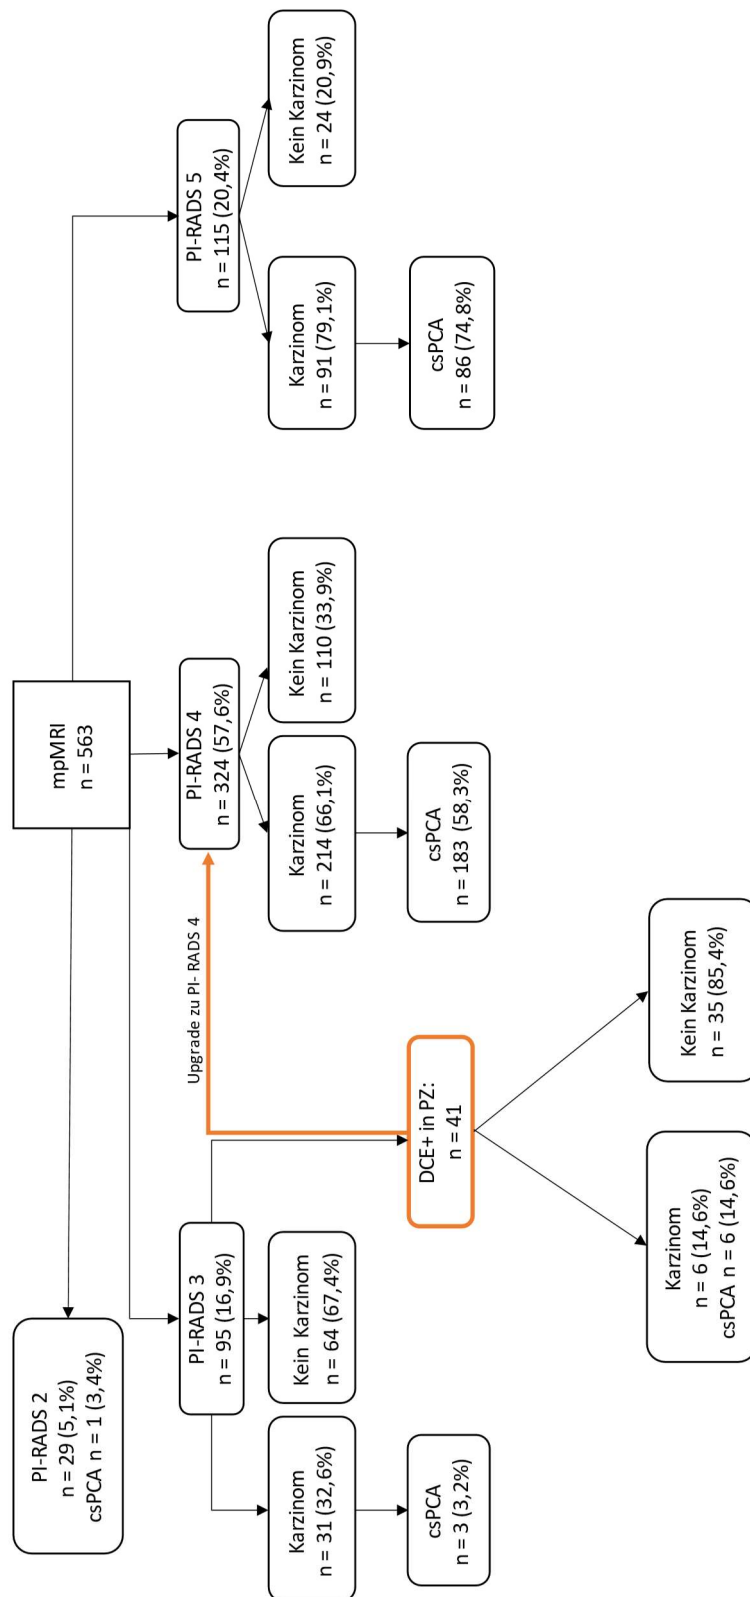 mpMRI
n = 563
PI-RADS 2
n = 29 (5,1%)
csPCA n = 1 (3,4%)
PI-RADS 3
n = 95 (16,9%)
Upgrade zu PI- RADS 4
PI-RADS 4
n = 324 (57,6%)
PI-RADS 5
n = 115 (20,4%)
Karzinom
n = 31 (32,6%)
Kein Karzinom
n = 64 (67,4%)
Karzinom
n = 214 (66,1%)
Kein Karzinom
n = 110 (33,9%)
Karzinom
n = 91 (79,1%)
Kein Karzinom
n = 24 (20,9%)
csPCA
n = 3 (3,2%)
DCE+ in PZ:
n = 41
csPCA
n = 183 (58,3%)
csPCA
n = 86 (74,8%)
Karzinom
n = 6 (14,6%)
csPCA n = 6 (14,6%)
Kein Karzinom
n = 35 (85,4%)